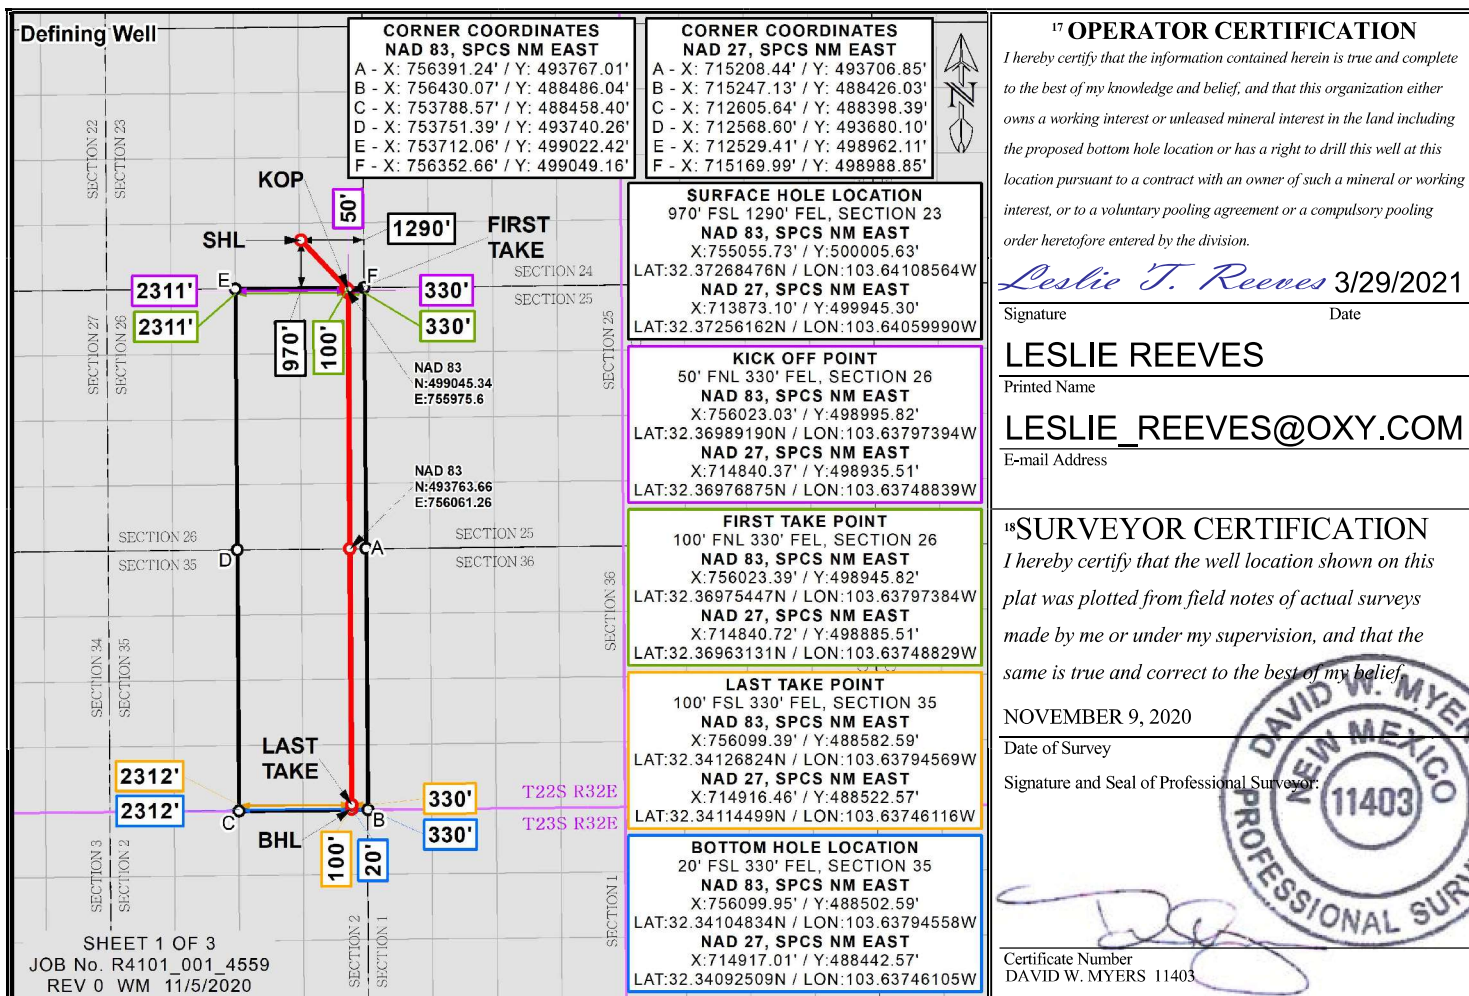 Defining Well
CORNER COORDINATES
NAD 83, SPCS NM EAST
A - X: 756391.24' / Y: 493767.01'
B - X: 756430.07' / Y: 488486.04'
C - X: 753788.57' / Y: 488458.40'
D - X: 753751.39' / Y: 493740.26'
E - X: 753712.06' / Y: 499022.42'
F - X: 756352.66' / Y: 499049.16'
CORNER COORDINATES
NAD 27, SPCS NM EAST
A - X: 715208.44' / Y: 493706.85'
B - X: 715247.13' / Y: 488426.03'
C - X: 712605.64' / Y: 488398.39'
D - X: 712568.60' / Y: 493680.10'
E - X: 712529.41' / Y: 498962.11'
F - X: 715169.99' / Y: 498988.85'
N
SECTION 22
SECTION 23
KOP
50'
1290'
SHL
FIRST
TAKE
SECTION 24
SECTION 25
E
F
2311'
330'
2311'
330'
970'
100'
SECTION 27
SECTION 26
SECTION 25
NAD 83
N:499045.34
E:755975.6
NAD 83
N:493763.66
E:756061.26
SECTION 26
SECTION 35
SECTION 25
SECTION 36
D
A
SECTION 36
SECTION 34
SECTION 35
LAST
TAKE
2312'
330'
2312'
330'
T22S R32E
T23S R32E
C
B
BHL
100'
20'
SECTION 3
SECTION 2
SECTION 2
SECTION 1
SECTION 1
SHEET 1 OF 3
JOB No. R4101_001_4559
REV 0 WM 11/5/2020
SURFACE HOLE LOCATION
970' FSL 1290' FEL, SECTION 23
NAD 83, SPCS NM EAST
X:755055.73' / Y:500005.63'
LAT:32.37268476N / LON:103.64108564W
NAD 27, SPCS NM EAST
X:713873.10' / Y:499945.30'
LAT:32.37256162N / LON:103.64059990W
KICK OFF POINT
50' FNL 330' FEL, SECTION 26
NAD 83, SPCS NM EAST
X:756023.03' / Y:498995.82'
LAT:32.36989190N / LON:103.63797394W
NAD 27, SPCS NM EAST
X:714840.37' / Y:498935.51'
LAT:32.36976875N / LON:103.63748839W
FIRST TAKE POINT
100' FNL 330' FEL, SECTION 26
NAD 83, SPCS NM EAST
X:756023.39' / Y:498945.82'
LAT:32.36975447N / LON:103.63797384W
NAD 27, SPCS NM EAST
X:714840.72' / Y:498885.51'
LAT:32.36963131N / LON:103.63748829W
LAST TAKE POINT
100' FSL 330' FEL, SECTION 35
NAD 83, SPCS NM EAST
X:756099.39' / Y:488582.59'
LAT:32.34126824N / LON:103.63794569W
NAD 27, SPCS NM EAST
X:714916.46' / Y:488522.57'
LAT:32.34114499N / LON:103.63746116W
BOTTOM HOLE LOCATION
20' FSL 330' FEL, SECTION 35
NAD 83, SPCS NM EAST
X:756099.95' / Y:488502.59'
LAT:32.34104834N / LON:103.63794558W
NAD 27, SPCS NM EAST
X:714917.01' / Y:488442.57'
LAT:32.34092509N / LON:103.63746105W
17 OPERATOR CERTIFICATION
I hereby certify that the information contained herein is true and complete
to the best of my knowledge and belief, and that this organization either
owns a working interest or unleased mineral interest in the land including
the proposed bottom hole location or has a right to drill this well at this
location pursuant to a contract with an owner of such a mineral or working
interest, or to a voluntary pooling agreement or a compulsory pooling
order heretofore entered by the division.
Leslie T. Reeves 3/29/2021
Signature Date
LESLIE REEVES
Printed Name
LESLIE_REEVES@OXY.COM
E-mail Address
18 SURVEYOR CERTIFICATION
I hereby certify that the well location shown on this
plat was plotted from field notes of actual surveys
made by me or under my supervision, and that the
same is true and correct to the best of my belief.
NOVEMBER 9, 2020
Date of Survey
Signature and Seal of Professional Surveyor:
DAVID W. MYER
NEW MEXICO
11403
PROFESSIONAL SURV
Certificate Number
DAVID W. MYERS 11403